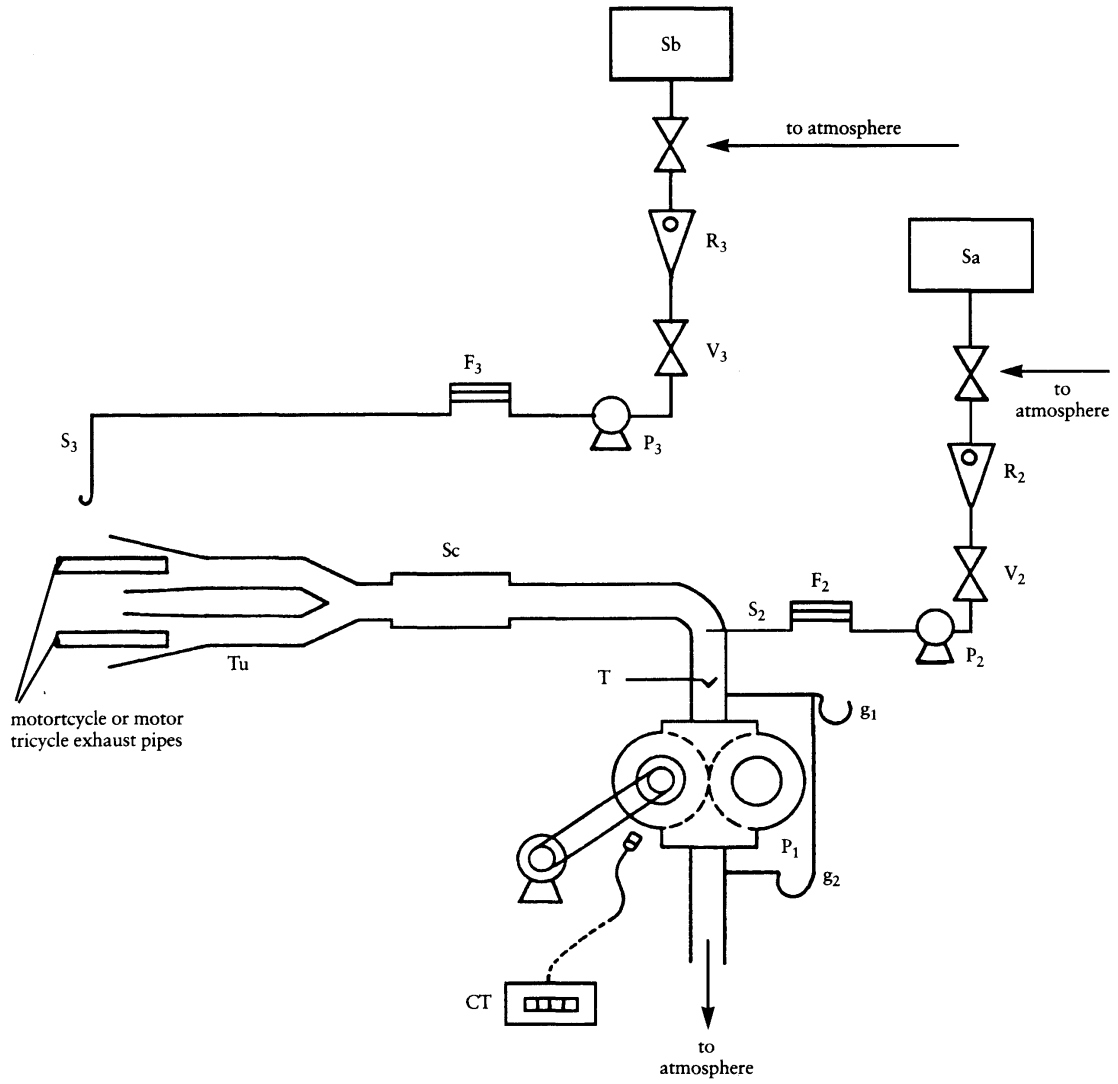 Sb
to atmosphere
R3
Sa
to
atmosphere
V3
F3
P3
S3
R2
Sc
V2
F2
S2
P2
Tu
T
g1
motortcycle or motor
tricycle exhaust pipes
P1
g2
CT
to
atmosphere